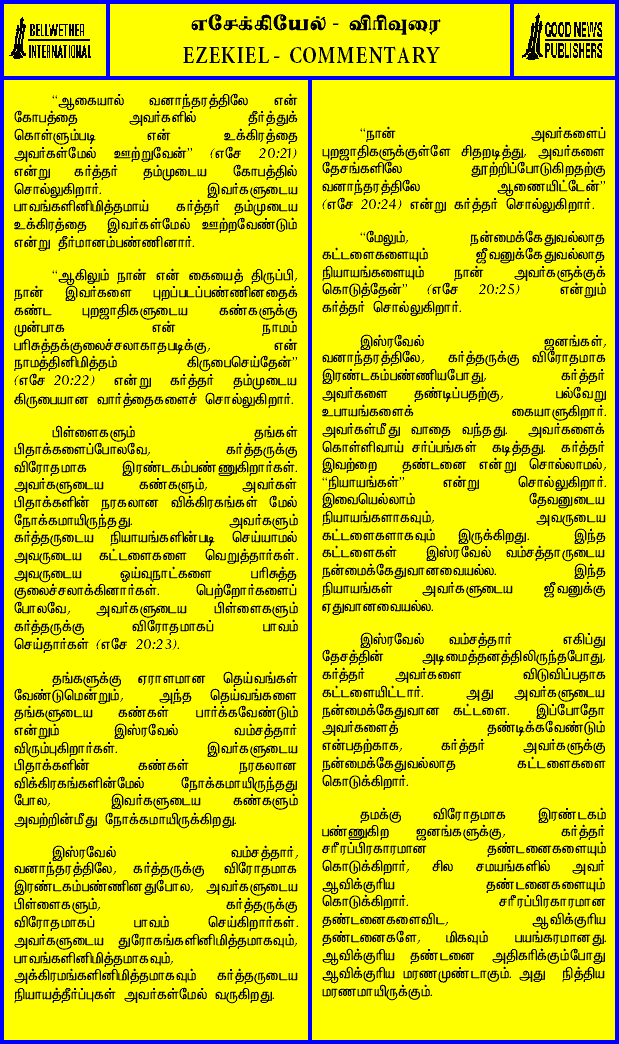 BELLWETHER
INTERNATIONAL
எசேக்கியேல் - விரிவுரை
EZEKIEL - COMMENTARY
GOOD NEWS
PUBLISHERS
“ஆகையால் வனாந்தரத்திலே என்
கோபத்தை அவர்களில் தீர்த்துக்
கொள்ளும்படி என் உக்கிரத்தை
அவர்கள்மேல் ஊற்றுவேன்” (எசே 20:21)
என்று கர்த்தர் தம்முடைய கோபத்தில்
சொல்லுகிறார். இவர்களுடைய
பாவங்களினிமித்தமாய் கர்த்தர் தம்முடைய
உக்கிரத்தை இவர்கள்மேல் ஊற்றவேண்டும்
என்று தீர்மானம்பண்ணினார்.
“ஆகிலும் நான் என் கையைத் திருப்பி,
நான் இவர்களை புறப்படப்பண்ணினதைக்
கண்ட புறஜாதிகளுடைய கண்களுக்கு
முன்பாக என் நாமம்
பரிசுத்தக்குலைச்சலாகாதபடிக்கு, என்
நாமத்தினிமித்தம் கிருபைசெய்தேன்”
(எசே 20:22) என்று கர்த்தர் தம்முடைய
கிருபையான வார்த்தைகளைச் சொல்லுகிறார்.
பிள்ளைகளும் தங்கள்
பிதாக்களைப்போலவே, கர்த்தருக்கு
விரோதமாக இரண்டகம்பண்ணுகிறார்கள்.
அவர்களுடைய கண்களும், அவர்கள்
பிதாக்களின் நரகலான விக்கிரகங்கள் மேல்
நோக்கமாயிருந்தது. அவர்களும்
கர்த்தருடைய நியாயங்களின்படி செய்யாமல்
அவருடைய கட்டளைகளை வெறுத்தார்கள்.
அவருடைய ஓய்வுநாட்களை பரிசுத்த
குலைச்சலாக்கினார்கள். பெற்றோர்களைப்
போலவே, அவர்களுடைய பிள்ளைகளும்
கர்த்தருக்கு விரோதமாகப் பாவம்
செய்தார்கள் (எசே 20:23).
தங்களுக்கு ஏராளமான தெய்வங்கள்
வேண்டுமென்றும், அந்த தெய்வங்களை
தங்களுடைய கண்கள் பார்க்கவேண்டும்
என்றும் இஸ்ரவேல் வம்சத்தார்
விரும்புகிறார்கள். இவர்களுடைய
பிதாக்களின் கண்கள் நரகலான
விக்கிரகங்களின்மேல் நோக்கமாயிருந்தது
போல, இவர்களுடைய கண்களும்
அவற்றின்மீது நோக்கமாயிருக்கிறது.
இஸ்ரவேல் வம்சத்தார்,
வனாந்தரத்திலே, கர்த்தருக்கு விரோதமாக
இரண்டகம்பண்ணினதுபோல, அவர்களுடைய
பிள்ளைகளும், கர்த்தருக்கு
விரோதமாகப் பாவம் செய்கிறார்கள்.
அவர்களுடைய துரோகங்களினிமித்தமாகவும்,
பாவங்களினிமித்தமாகவும்,
அக்கிரமங்களினிமித்தமாகவும் கர்த்தருடைய
நியாயத்தீர்ப்புகள் அவர்கள்மேல் வருகிறது.
“நான் அவர்களைப்
புறஜாதிகளுக்குள்ளே சிதறடித்து, அவர்களை
தேசங்களிலே தூற்றிப்போடுகிறதற்கு
வனாந்தரத்திலே ஆணையிட்டேன்”
(எசே 20:24) என்று கர்த்தர் சொல்லுகிறார்.
“மேலும், நன்மைக்கேதுவல்லாத
கட்டளைகளையும் ஜீவனுக்கேதுவல்லாத
நியாயங்களையும் நான் அவர்களுக்குக்
கொடுத்தேன்” (எசே 20:25) என்றும்
கர்த்தர் சொல்லுகிறார்.
இஸ்ரவேல் ஜனங்கள்,
வனாந்தரத்திலே, கர்த்தருக்கு விரோதமாக
இரண்டகம்பண்ணியபோது, கர்த்தர்
அவர்களை தண்டிப்பதற்கு, பல்வேறு
உபாயங்களைக் கையாளுகிறார்.
அவர்கள்மீது வாதை வந்தது. அவர்களைக்
கொள்ளிவாய் சர்ப்பங்கள் கடித்தது. கர்த்தர்
இவற்றை தண்டனை என்று சொல்லாமல்,
“நியாயங்கள்” என்று சொல்லுகிறார்.
இவையெல்லாம் தேவனுடைய
நியாயங்களாகவும், அவருடைய
கட்டளைகளாகவும் இருக்கிறது. இந்த
கட்டளைகள் இஸ்ரவேல் வம்சத்தாருடைய
நன்மைக்கேதுவானவையல்ல. இந்த
நியாயங்கள் அவர்களுடைய ஜீவனுக்கு
ஏதுவானவையல்ல.
இஸ்ரவேல் வம்சத்தார் எகிப்து
தேசத்தின் அடிமைத்தனத்திலிருந்தபோது,
கர்த்தர் அவர்களை விடுவிப்பதாக
கட்டளையிட்டார். அது அவர்களுடைய
நன்மைக்கேதுவான கட்டளை. இப்போதோ
அவர்களைத் தண்டிக்கவேண்டும்
என்பதற்காக, கர்த்தர் அவர்களுக்கு
நன்மைக்கேதுவல்லாத கட்டளைகளை
கொடுக்கிறார்.
தமக்கு விரோதமாக இரண்டகம்
பண்ணுகிற ஜனங்களுக்கு, கர்த்தர்
சரீரப்பிரகாரமான தண்டனைகளையும்
கொடுக்கிறார், சில சமயங்களில் அவர்
ஆவிக்குரிய தண்டனைகளையும்
கொடுக்கிறார். சரீரப்பிரகாரமான
தண்டனைகளைவிட, ஆவிக்குரிய
தண்டனைகளே, மிகவும் பயங்கரமானது.
ஆவிக்குரிய தண்டனை அதிகரிக்கும்போது
ஆவிக்குரிய மரணமுண்டாகும். அது நித்திய
மரணமாயிருக்கும்.